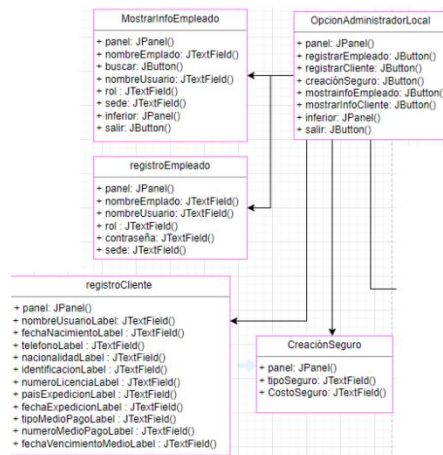 MostrarInfoEmpleado
+ panel: JPanel()
+ nombreEmplado: JTextField()
+ buscar: JButton()
+ nombreUsuario: JTextField()
+ rol : JTextField()
+ sede: JTextField()
+ inferior: JPanel()
+ salir: JButton()
OpcionAdministradorLocal
+ panel: JPanel()
+ registrarEmpleado: JButton()
+ registrarCliente: JButton()
+ creaciónSeguro: JButton()
+ mostrainfoEmpleado: JButton()
+ mostrarInfoCliente: JButton()
+ inferior: JPanel()
+ salir: JButton()
registroEmpleado
+ panel: JPanel()
+ nombreEmplado: JTextField()
+ nombreUsuario: JTextField()
+ rol : JTextField()
+ contraseña: JTextField()
+ sede: JTextField()
registroCliente
+ panel: JPanel()
+ nombreUsuarioLabel: JTextField()
+ fechaNacimientoLabel : JTextField()
+ telefonoLabel : JTextField()
+ nacionalidadLabel : JTextField()
+ identificacionLabel : JTextField()
+ numeroLicenciaLabel : JTextField()
+ paisExpedicionLabel : JTextField()
+ fechaExpedicionLabel : JTextField()
+ tipoMedioPagoLabel : JTextField()
+ numeroMedioPagoLabel : JTextField()
+ fechaVencimientoMedioLabel : JTextField()
CreaciónSeguro
+ panel: JPanel()
+ tipoSeguro: JTextField()
+ CostoSeguro: JTextField()